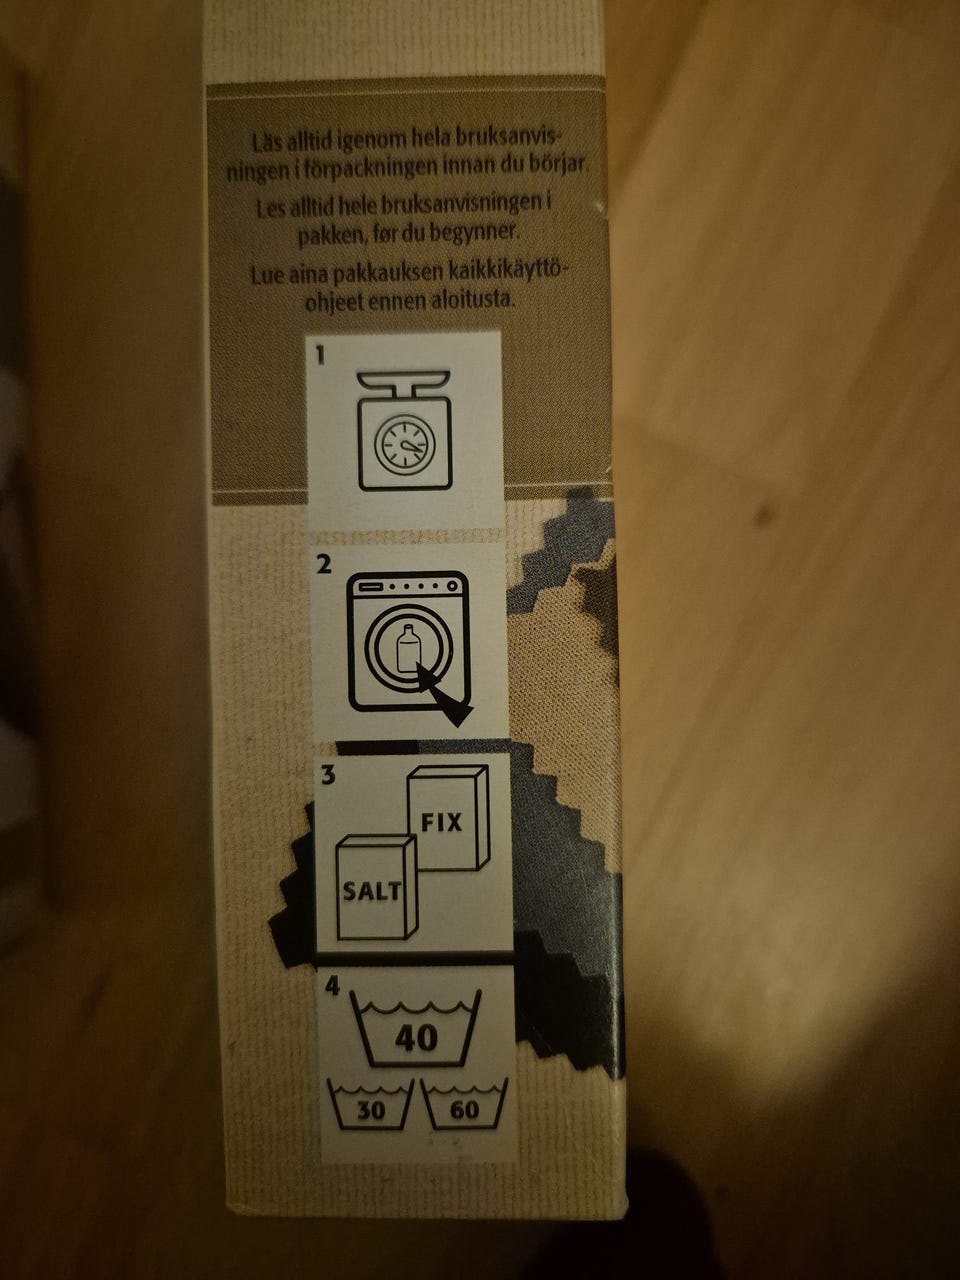 Läs alltid igenom hela bruksanvis-
ningen i förpackningen innan du börjar.
Les alltid hele bruksanvisningen i
pakken, før du begynner.
Lue aina pakkauksen kaikkikäyttö-
ohjeet ennen aloitusta.
1
2
3
FIX
SALT
4
40
30 60